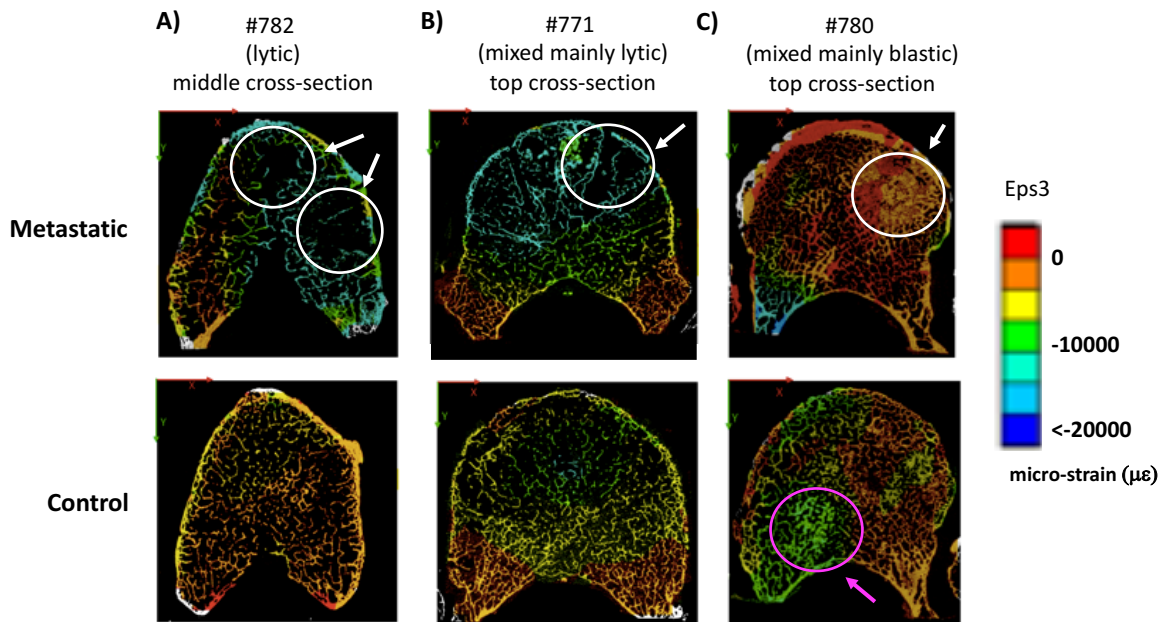 A)
#782
(lytic)
middle cross-section
B)
#771
(mixed mainly lytic)
top cross-section
C)
#780
(mixed mainly blastic)
top cross-section
Metastatic
X
Y
X
Y
X
Y
Eps3
0
-10000
<-20000
micro-strain (με)
Control
X
Y
X
Y
X
Y